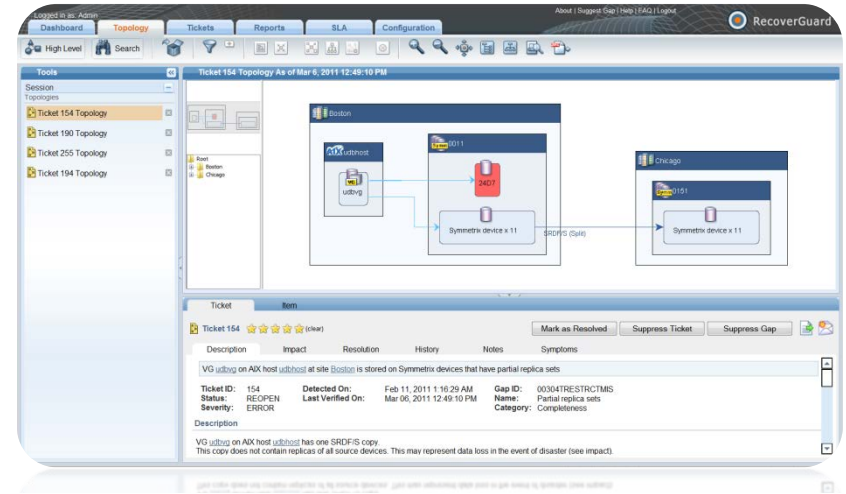 Logged in as: Admin
About | Suggest Gap | Help | FAQ | Logout
Dashboard Topology Tickets Reports SLA Configuration
RecoverGuard
High Level Search
Tools
Ticket 154 Topology As of Mar 6, 2011 12:49:10 PM
Session
Topologies
Ticket 154 Topology
Ticket 190 Topology
Ticket 255 Topology
Ticket 194 Topology
Root
Boston
Chicago
Boston
AIX udbhost
VG
udbvg
0011
24D7
Symmetrix device x 11
SRDF/S (Split)
Chicago
0151
Symmetrix device x 11
Ticket Item
Ticket 154 (clear)
Mark as Resolved Suppress Ticket Suppress Gap
Description Impact Resolution History Notes Symptoms
VG udbvg on AIX host udbhost at site Boston is stored on Symmetrix devices that have partial replica sets
Ticket ID: 154 Detected On: Feb 11, 2011 1:16:29 AM Gap ID: 00304TRESTRCTMIS
Status: REOPEN Last Verified On: Mar 06, 2011 12:49:10 PM Name: Partial replica sets
Severity: ERROR Category: Completeness
Description
VG udbvg on AIX host udbhost has one SRDF/S copy.
This copy does not contain replicas of all source devices. This may represent data loss in the event of disaster (see impact).